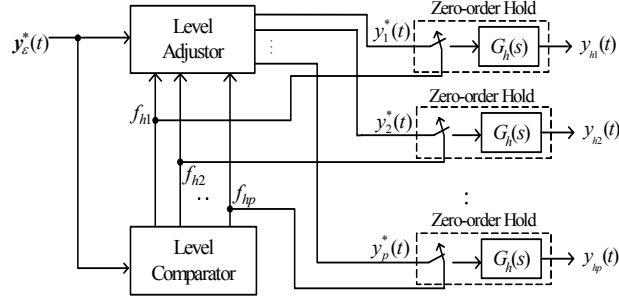 Level
Adjustor
y*ε(t)
Zero-order Hold
y*1(t)
Gh(s)
yh1(t)
fh1
Zero-order Hold
y*2(t)
Gh(s)
yh2(t)
fh2
fhp
Level
Comparator
Zero-order Hold
y*p(t)
Gh(s)
yhp(t)